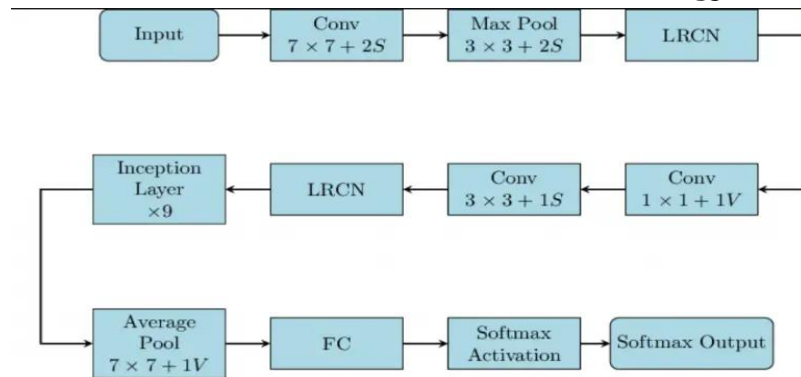 Input
Conv
7 × 7 + 2S
Max Pool
3 × 3 + 2S
LRCN
Conv
1 × 1 + 1V
Conv
3 × 3 + 1S
LRCN
Inception
Layer
×9
Average
Pool
7 × 7 + 1V
FC
Softmax
Activation
Softmax Output